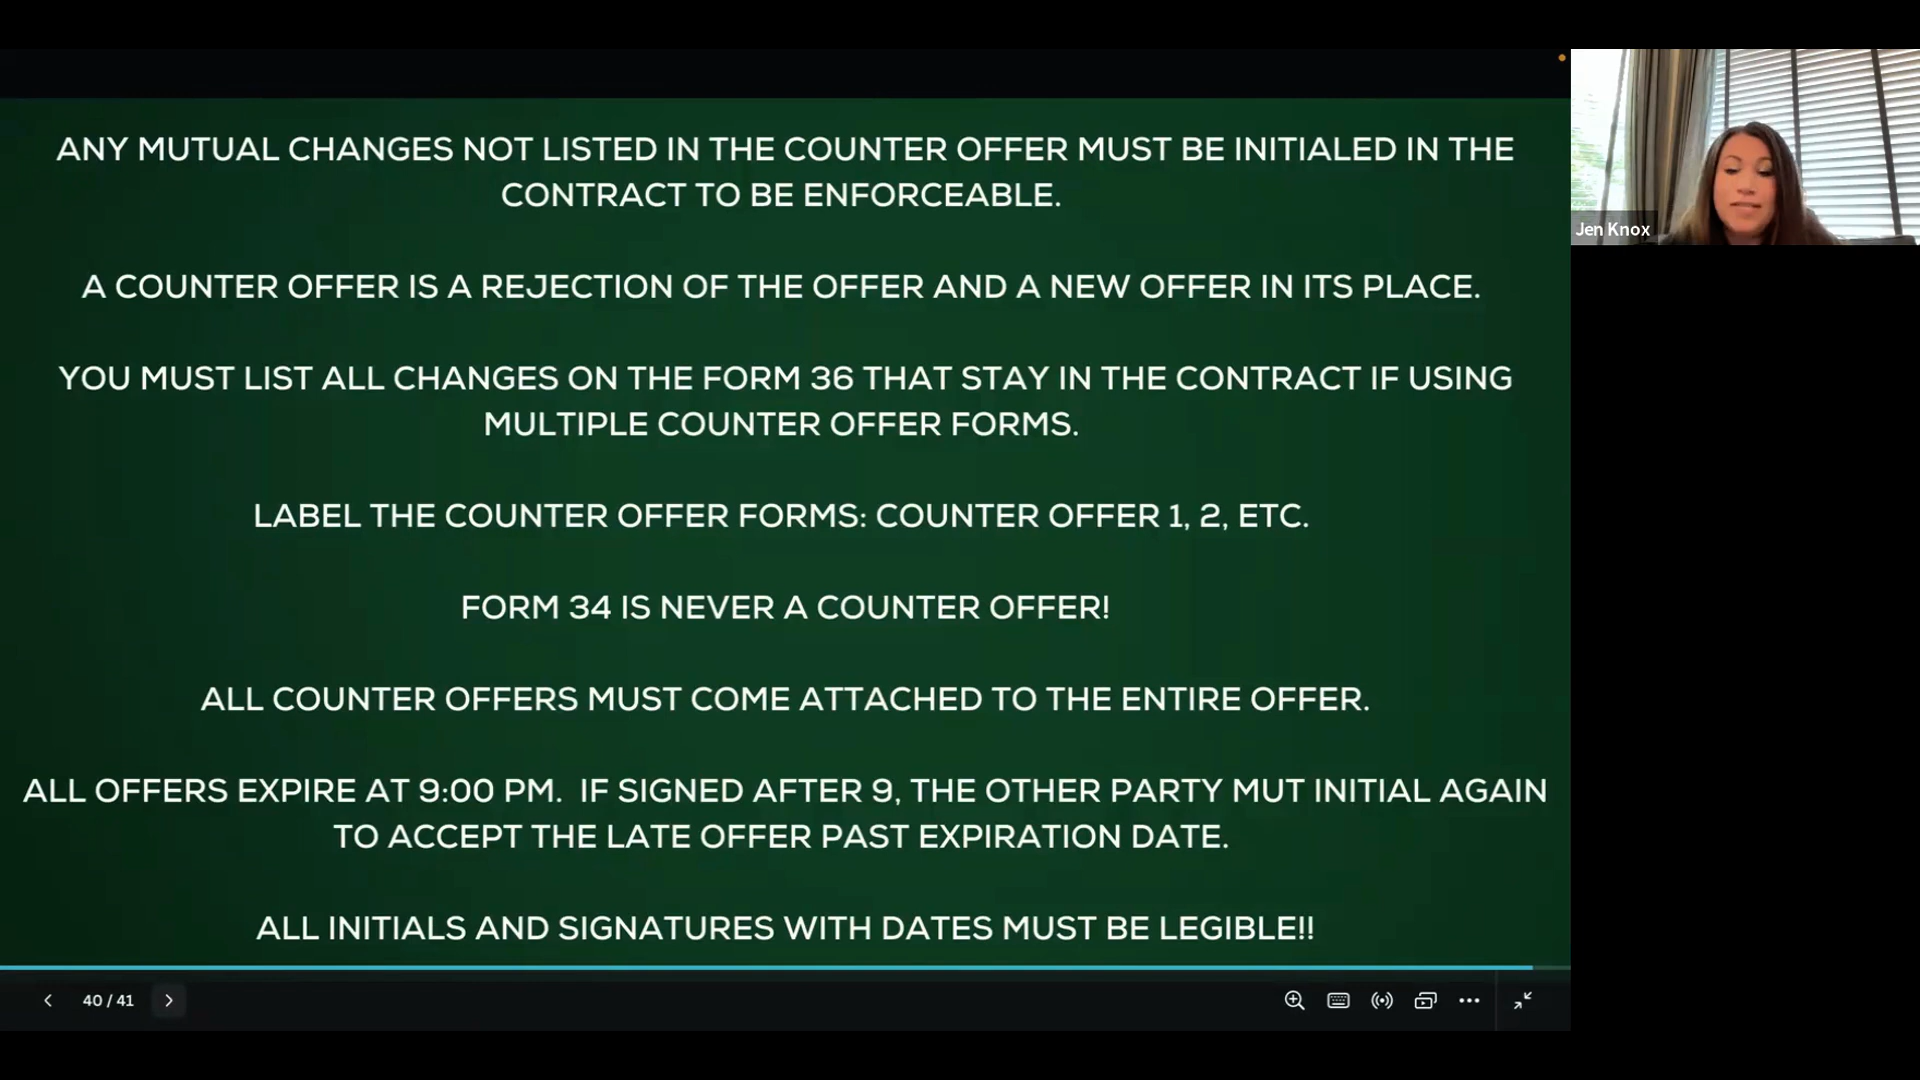 ANY MUTUAL CHANGES NOT LISTED IN THE COUNTER OFFER MUST BE INITIALED IN THE
CONTRACT TO BE ENFORCEABLE.
A COUNTER OFFER IS A REJECTION OF THE OFFER AND A NEW OFFER IN ITS PLACE.
YOU MUST LIST ALL CHANGES ON THE FORM 36 THAT STAY IN THE CONTRACT IF USING
MULTIPLE COUNTER OFFER FORMS.
LABEL THE COUNTER OFFER FORMS: COUNTER OFFER 1, 2, ETC.
FORM 34 IS NEVER A COUNTER OFFER!
ALL COUNTER OFFERS MUST COME ATTACHED TO THE ENTIRE OFFER.
ALL OFFERS EXPIRE AT 9:00 PM.  IF SIGNED AFTER 9, THE OTHER PARTY MUT INITIAL AGAIN
TO ACCEPT THE LATE OFFER PAST EXPIRATION DATE.
ALL INITIALS AND SIGNATURES WITH DATES MUST BE LEGIBLE!!
40 / 41
Jen Knox